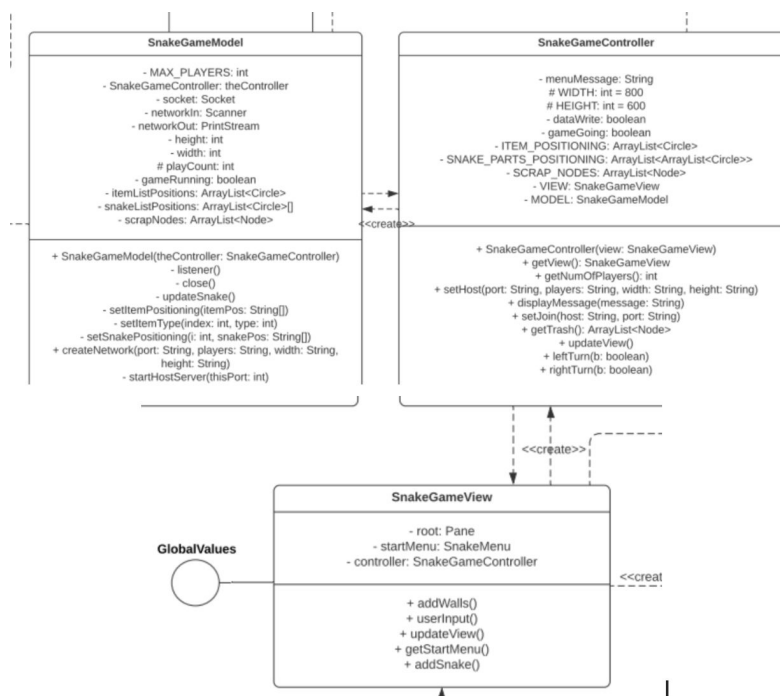 SnakeGameModel
- MAX_PLAYERS: int
- SnakeGameController: theController
- socket: Socket
- networkIn: Scanner
- networkOut: PrintStream
- height: int
- width: int
# playCount: int
- gameRunning: boolean
- itemListPositions: ArrayList<Circle>
- snakeListPositions: ArrayList<Circle>[]
- scrapNodes: ArrayList<Node>
+ SnakeGameModel(theController: SnakeGameController)
- listener()
- close()
- updateSnake()
- setItemPositioning(itemPos: String[])
- setItemType(index: int, type: int)
- setSnakePositioning(i: int, snakePos: String[])
+ createNetwork(port: String, players: String, width: String,
height: String)
- startHostServer(thisPort: int)
<<create>>
SnakeGameController
- menuMessage: String
# WIDTH: int = 800
# HEIGHT: int = 600
- dataWrite: boolean
- gameGoing: boolean
- ITEM_POSITIONING: ArrayList<Circle>
- SNAKE_PARTS_POSITIONING: ArrayList<ArrayList<Circle>>
- SCRAP_NODES: ArrayList<Node>
- VIEW: SnakeGameView
- MODEL: SnakeGameModel
+ SnakeGameController(view: SnakeGameView)
+ getView(): SnakeGameView
+ getNumOfPlayers(): int
+ setHost(port: String, players: String, width: String, height: String)
+ displayMessage(message: String)
+ setJoin(host: String, port: String)
+ getTrash(): ArrayList<Node>
+ updateView()
+ leftTurn(b: boolean)
+ rightTurn(b: boolean)
<<create>>
SnakeGameView
- root: Pane
- startMenu: SnakeMenu
- controller: SnakeGameController
GlobalValues
+ addWalls()
+ userInput()
+ updateView()
+ getStartMenu()
+ addSnake()
<<creat